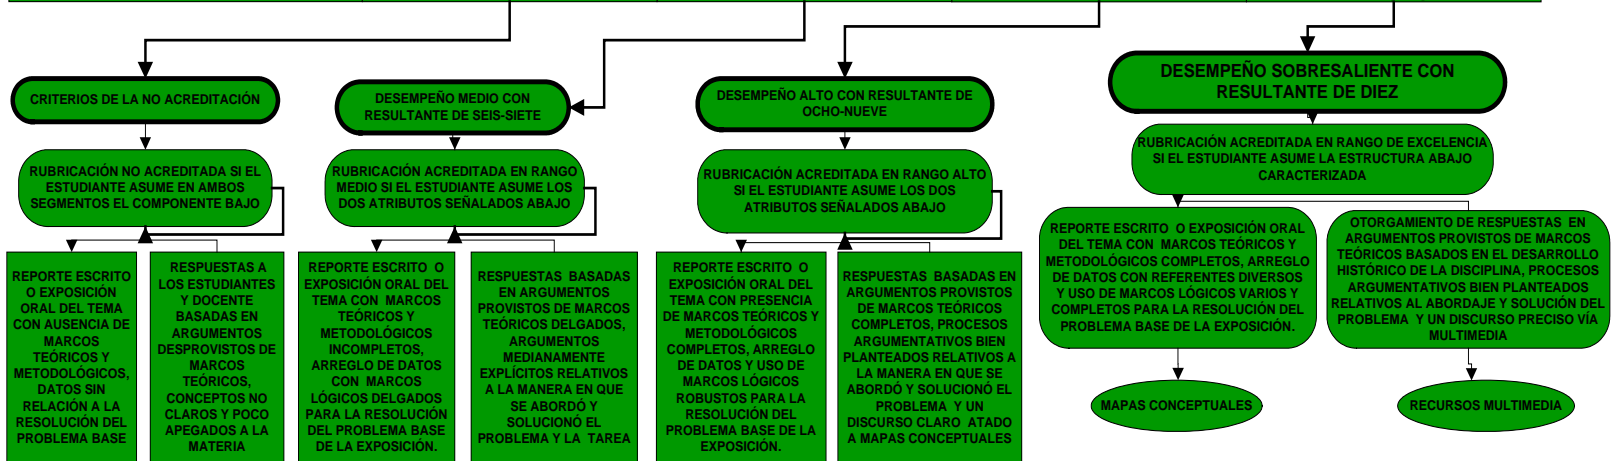 CRITERIOS DE LA NO ACREDITACIÓN
RUBRICACIÓN NO ACREDITADA SI EL
ESTUDIANTE ASUME EN AMBOS
SEGMENTOS EL COMPONENTE BAJO
REPORTE ESCRITO
O EXPOSICIÓN
ORAL DEL TEMA
CON AUSENCIA DE
MARCOS
TEÓRICOS Y
METODOLÓGICOS,
DATOS SIN
RELACIÓN A LA
RESOLUCIÓN DEL
PROBLEMA BASE
RESPUESTAS A
LOS ESTUDIANTES
Y DOCENTE
BASADAS EN
ARGUMENTOS
DESPROVISTOS DE
MARCOS
TEÓRICOS,
CONCEPTOS NO
CLAROS Y POCO
APEGADOS A LA
MATERIA
DESEMPEÑO MEDIO CON
RESULTANTE DE SEIS-SIETE
RUBRICACIÓN ACREDITADA EN RANGO
MEDIO SI EL ESTUDIANTE ASUME LOS
DOS ATRIBUTOS SEÑALADOS ABAJO
REPORTE ESCRITO O
EXPOSICIÓN ORAL DEL
TEMA CON MARCOS
TEÓRICOS Y
METODOLÓGICOS
INCOMPLETOS,
ARREGLO DE DATOS
CON MARCOS
LÓGICOS DELGADOS
PARA LA RESOLUCIÓN
DEL PROBLEMA BASE
DE LA EXPOSICIÓN.
RESPUESTAS BASADAS
EN ARGUMENTOS
PROVISTOS DE MARCOS
TEÓRICOS DELGADOS,
ARGUMENTOS
MEDIANAMENTE
EXPLÍCITOS RELATIVOS
A LA MANERA EN QUE
SE ABORDÓ Y
SOLUCIONÓ EL
PROBLEMA Y LA TAREA
DESEMPEÑO ALTO CON RESULTANTE DE
OCHO-NUEVE
RUBRICACIÓN ACREDITADA EN RANGO ALTO
SI EL ESTUDIANTE ASUME LOS DOS
ATRIBUTOS SEÑALADOS ABAJO
REPORTE ESCRITO O
EXPOSICIÓN ORAL DEL
TEMA CON PRESENCIA
DE MARCOS TEÓRICOS Y
METODOLÓGICOS
COMPLETOS, ARREGLO
DE DATOS Y USO DE
MARCOS LÓGICOS
ROBUSTOS PARA LA
RESOLUCIÓN DEL
PROBLEMA BASE DE LA
EXPOSICIÓN.
RESPUESTAS BASADAS EN
ARGUMENTOS PROVISTOS
DE MARCOS TEÓRICOS
COMPLETOS, PROCESOS
ARGUMENTATIVOS BIEN
PLANTEADOS RELATIVOS A
LA MANERA EN QUE SE
ABORDÓ Y SOLUCIONÓ EL
PROBLEMA Y UN
DISCURSO CLARO ATADO
A MAPAS CONCEPTUALES
DESEMPEÑO SOBRESALIENTE CON
RESULTANTE DE DIEZ
RUBRICACIÓN ACREDITADA EN RANGO DE EXCELENCIA
SI EL ESTUDIANTE ASUME LA ESTRUCTURA ABAJO
CARACTERIZADA
REPORTE ESCRITO O EXPOSICIÓN ORAL
DEL TEMA CON MARCOS TEÓRICOS Y
METODOLÓGICOS COMPLETOS, ARREGLO
DE DATOS CON REFERENTES DIVERSOS
Y USO DE MARCOS LÓGICOS VARIOS Y
COMPLETOS PARA LA RESOLUCIÓN DEL
PROBLEMA BASE DE LA EXPOSICIÓN.
MAPAS CONCEPTUALES
OTORGAMIENTO DE RESPUESTAS EN
ARGUMENTOS PROVISTOS DE MARCOS
TEÓRICOS BASADOS EN EL DESARROLLO
HISTÓRICO DE LA DISCIPLINA, PROCESOS
ARGUMENTATIVOS BIEN PLANTEADOS
RELATIVOS AL ABORDAJE Y SOLUCIÓN DEL
PROBLEMA Y UN DISCURSO PRECISO VÍA
MULTIMEDIA
RECURSOS MULTIMEDIA